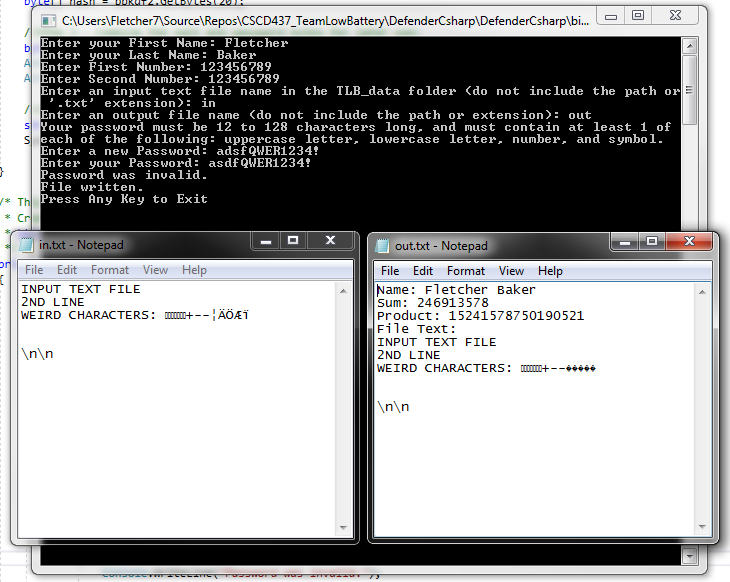 byte[] hash = pbkdf2.GetBytes(20);
C:\Users\Fletcher7\Source\Repos\CSCD437_TeamLowBattery\DefenderCsharp\DefenderCsharp\bi...
Enter your First Name: Fletcher
Enter your Last Name: Baker
Enter First Number: 123456789
Enter Second Number: 123456789
Enter an input text file name in the TLB_data folder (do not include the path or
 '.txt' extension): in
Enter an output file name (do not include the path or extension): out
Your password must be 12 to 128 characters long, and must contain at least 1 of
each of the following: uppercase letter, lowercase letter, number, and symbol.
Enter a new Password: adsfQWER1234!
Enter your Password: asdfQWER1234!
Password was invalid.
File written.
Press Any Key to Exit
}
/* Th
* Cr
*
*
{
in.txt - Notepad
File Edit Format View Help
INPUT TEXT FILE
2ND LINE
WEIRD CHARACTERS: ▯▯▯▯▯▯▯+--¦ÄÖÆï
\n\n
out.txt - Notepad
File Edit Format View Help
Name: Fletcher Baker
Sum: 246913578
Product: 15241578750190521
File Text:
INPUT TEXT FILE
2ND LINE
WEIRD CHARACTERS: ▯▯▯▯▯▯▯+--�����
\n\n
Console.WriteLine("Password was invalid.");